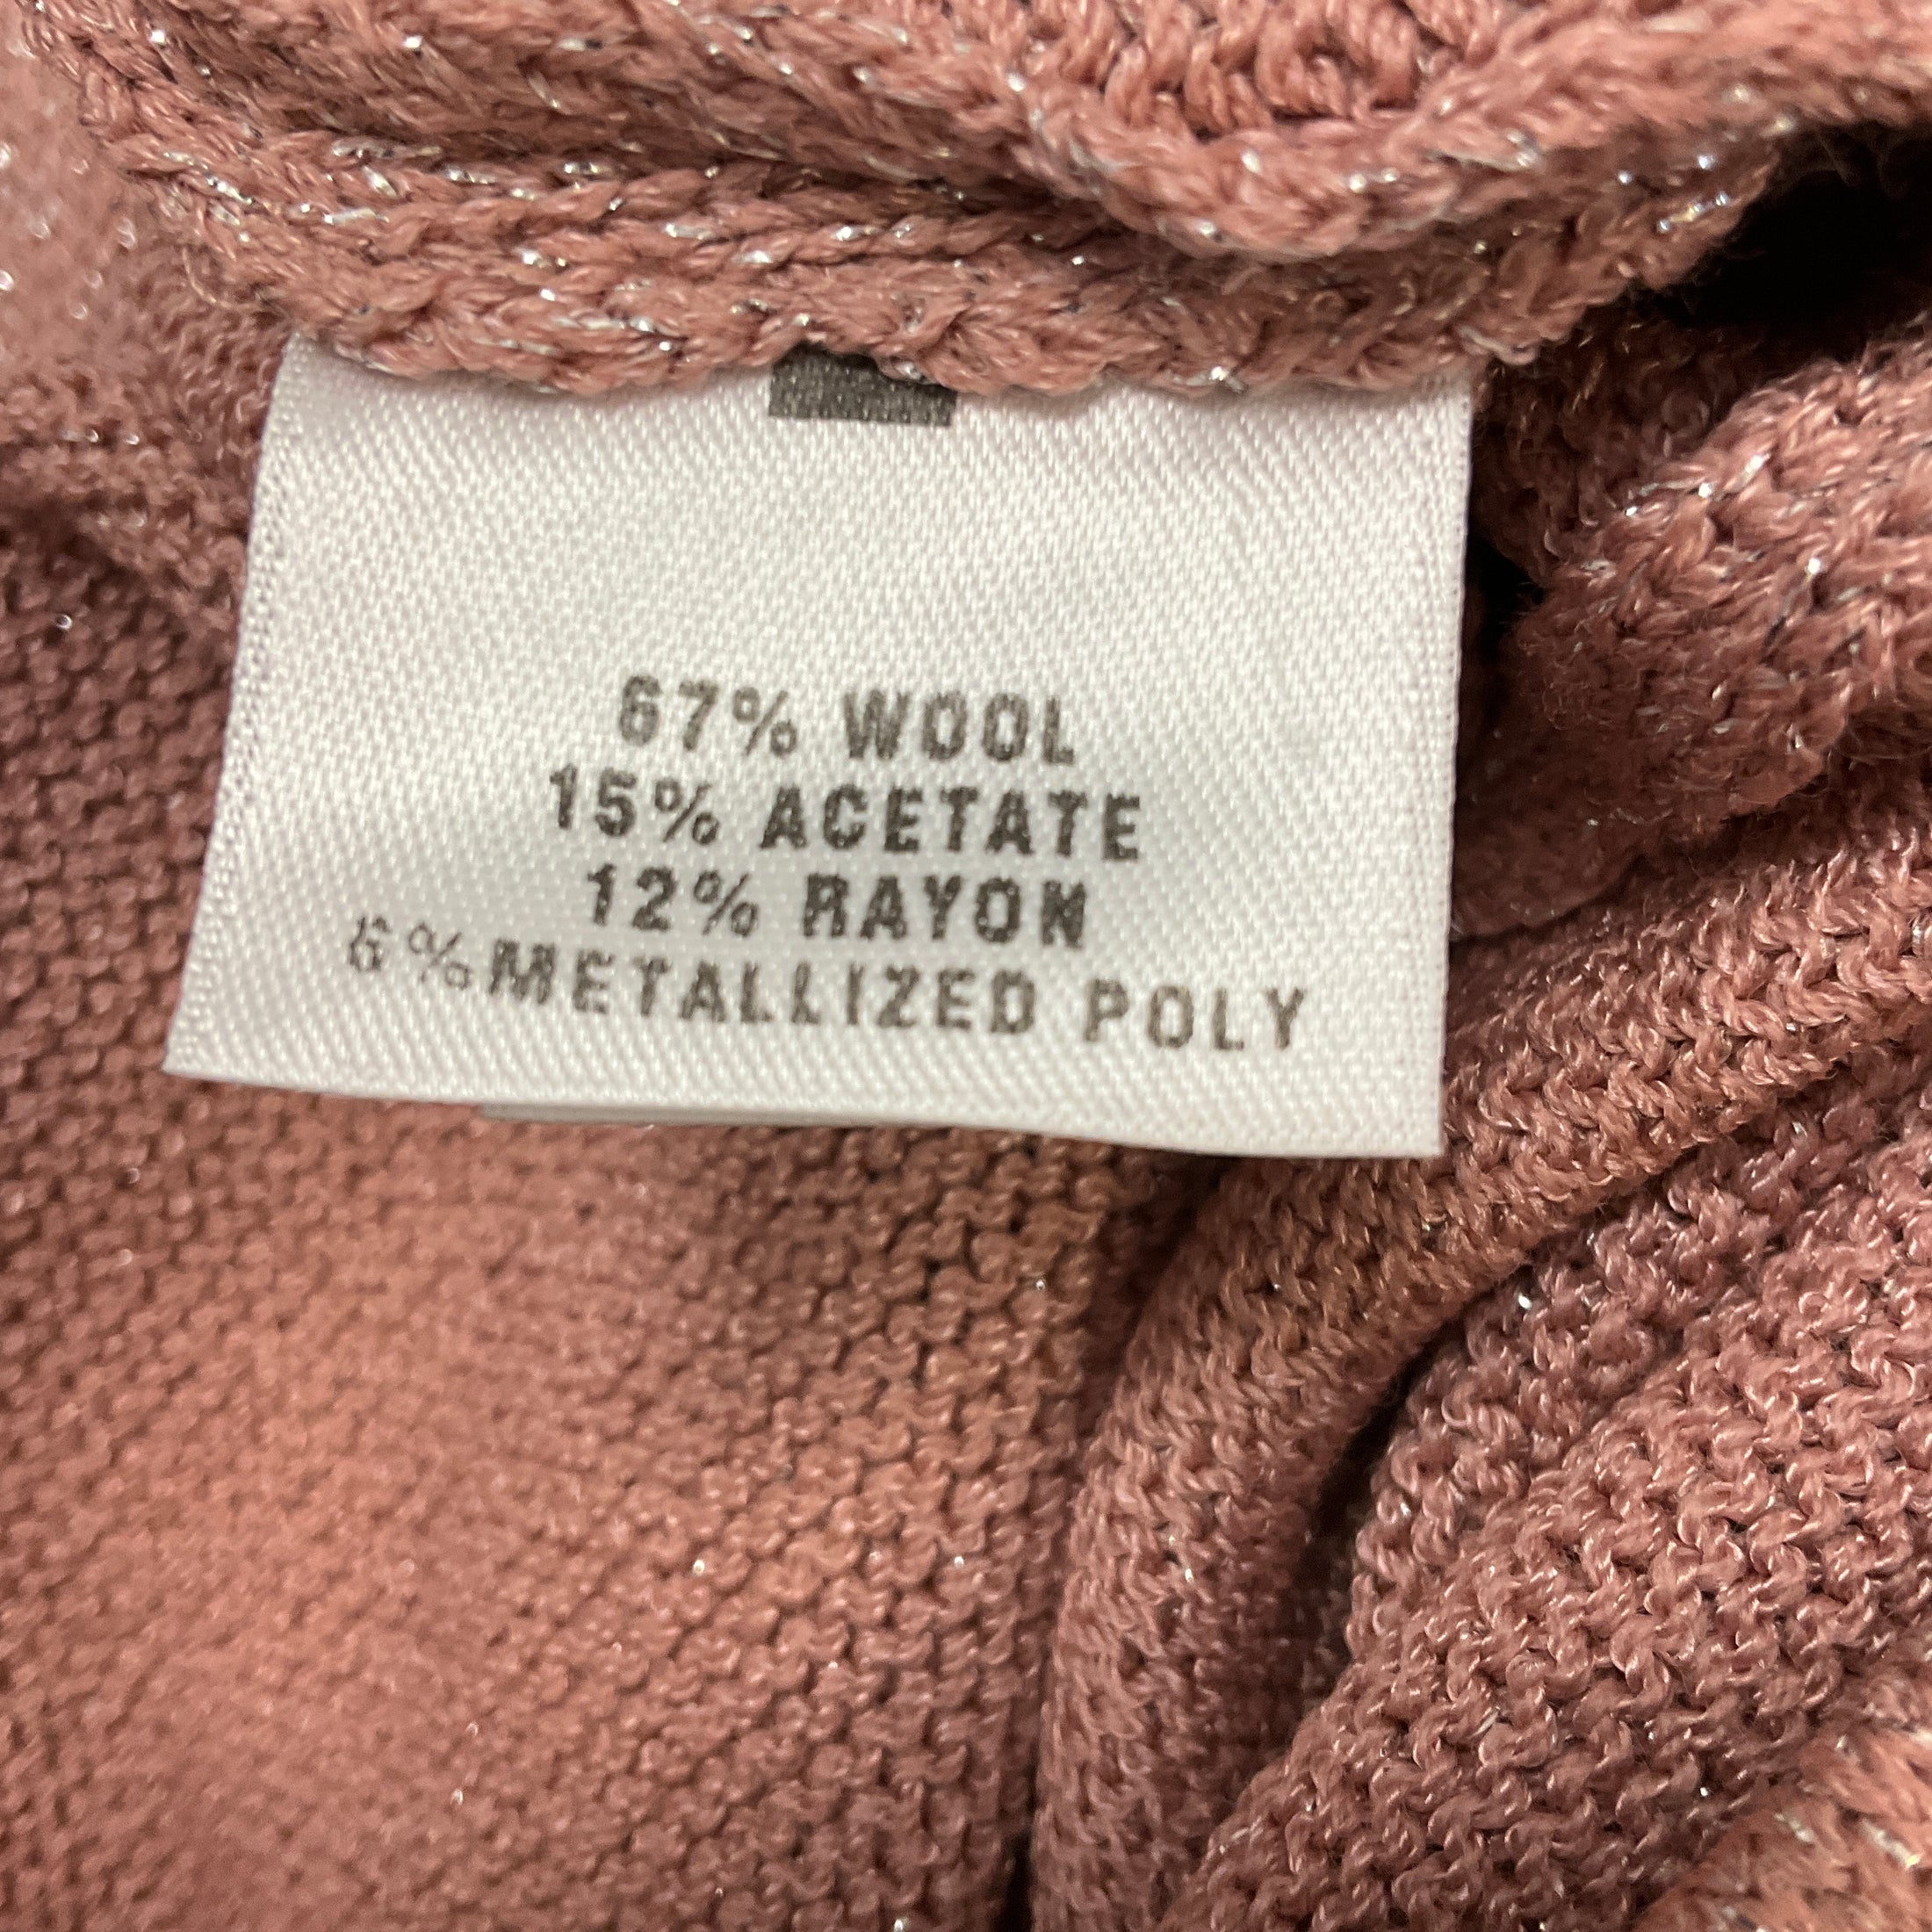 67% WOOL
15% ACETATE
12% RAYON
6%METALLIZED POLY